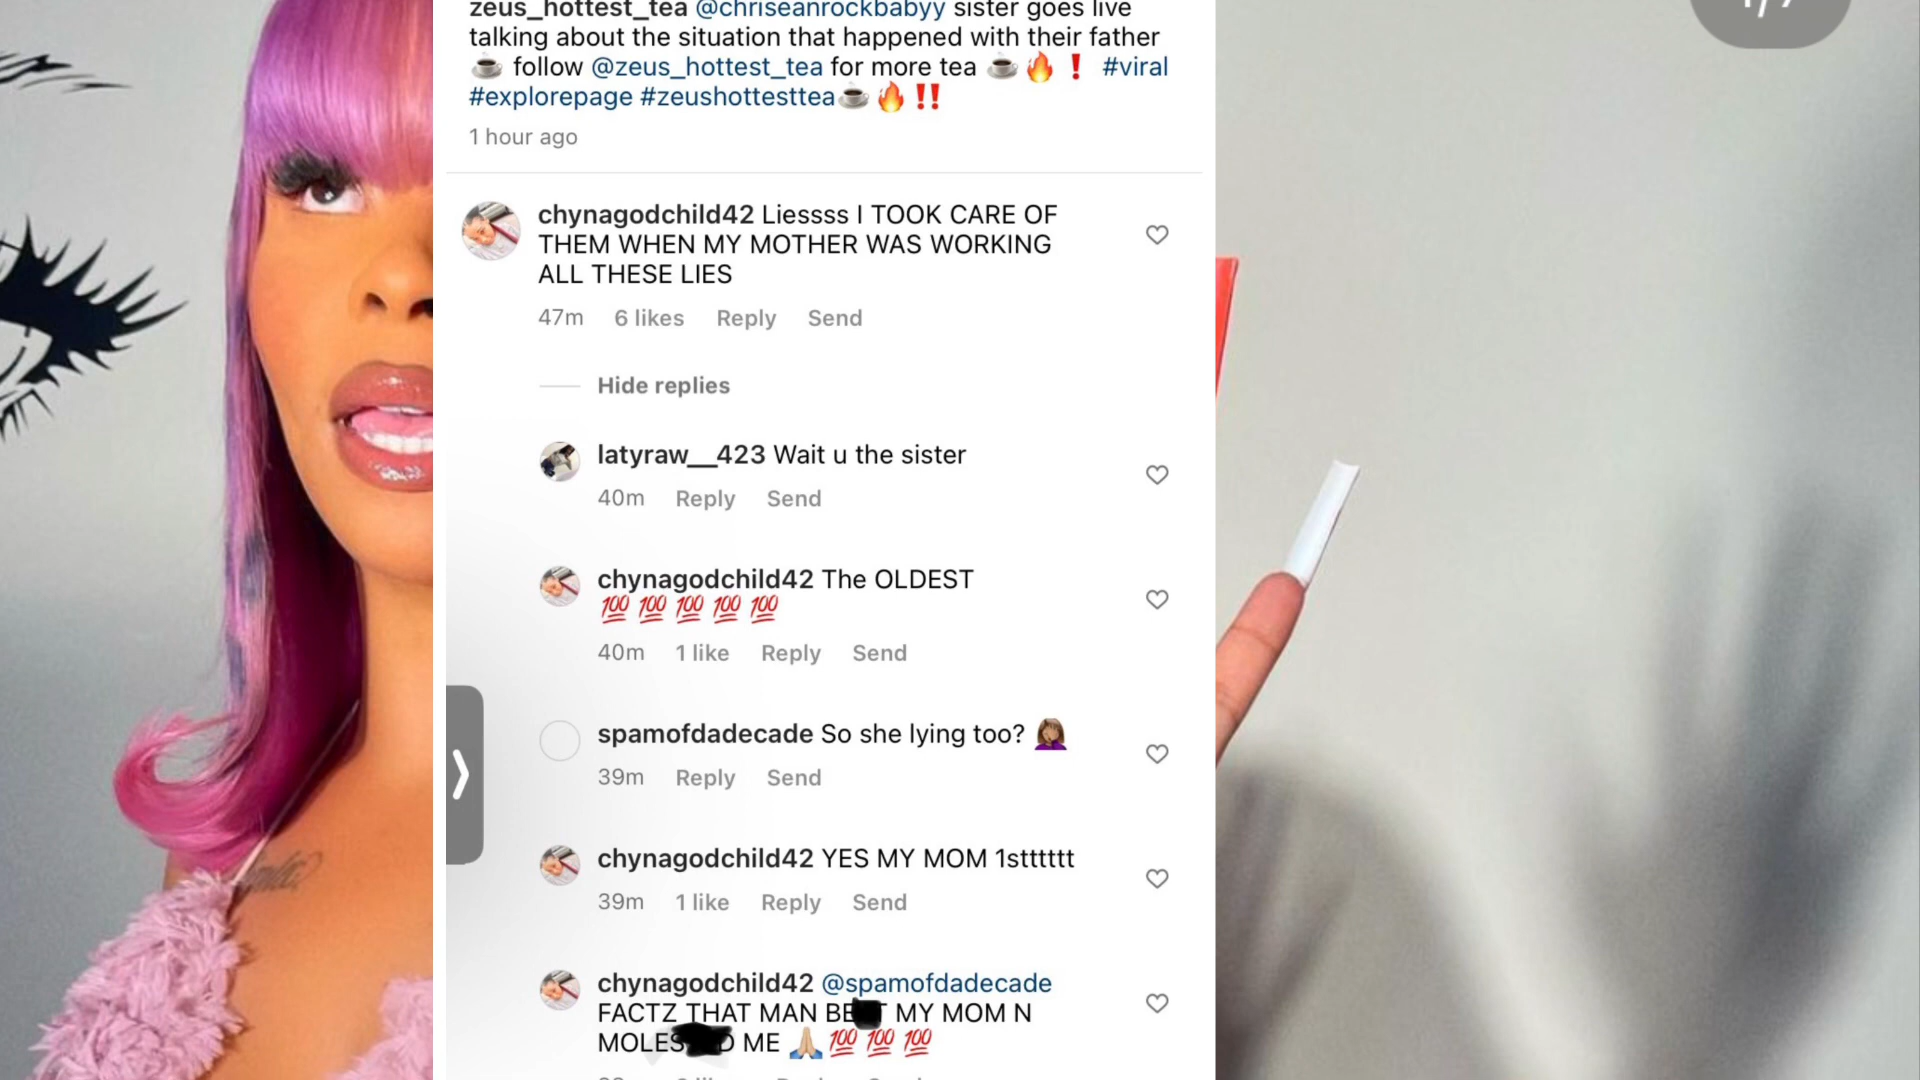 zeus_hottest_tea @chriseanrockbabyy sister goes live
talking about the situation that happened with their father
☕ follow @zeus_hottest_tea for more tea ☕🔥❗ #viral
#explorepage #zeushottesttea☕🔥‼️
1 hour ago
chynagodchild42 Liessss I TOOK CARE OF
THEM WHEN MY MOTHER WAS WORKING
ALL THESE LIES
47m 6 likes Reply Send
Hide replies
latyraw__423 Wait u the sister
40m Reply Send
chynagodchild42 The OLDEST
💯💯💯💯💯
40m 1 like Reply Send
spamofdadecade So she lying too? 🤦🏾‍♀️
39m Reply Send
chynagodchild42 YES MY MOM 1stttttt
39m 1 like Reply Send
chynagodchild42 @spamofdadecade
FACTZ THAT MAN BE T MY MOM N
MOLES D ME 🙏🏼💯💯💯
Reply Send